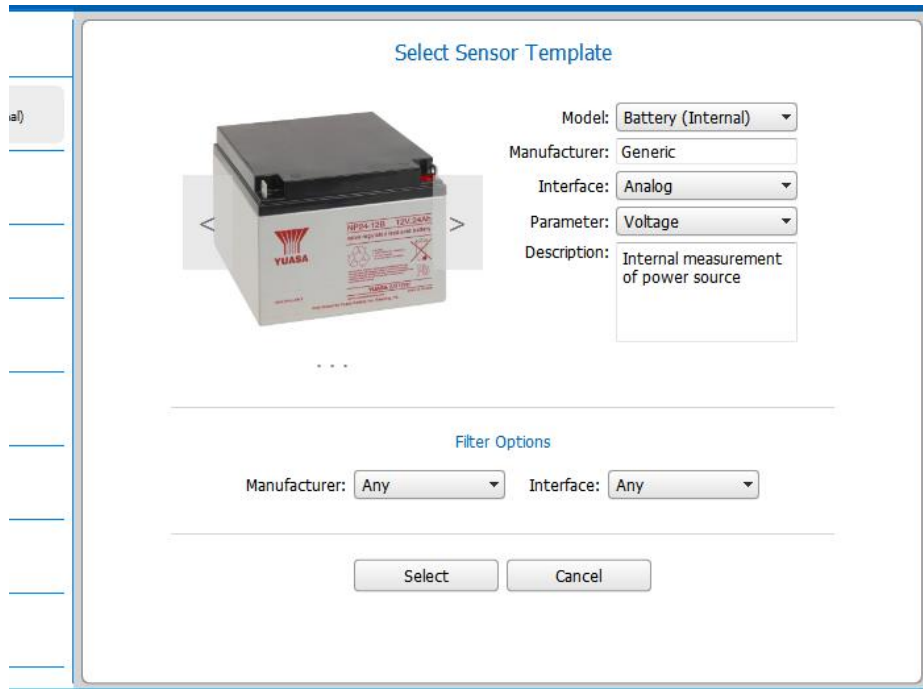 Select Sensor Template
al)
Model: Battery (Internal)
Manufacturer: Generic
Interface: Analog
Parameter: Voltage
Description: Internal measurement
of power source
< >
NP24-12B 12V,24Ah
YUASA
. . .
Filter Options
Manufacturer: Any Interface: Any
Select Cancel